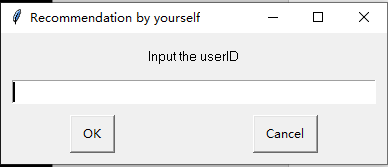 Recommendation by yourself
Input the userID
OK
Cancel